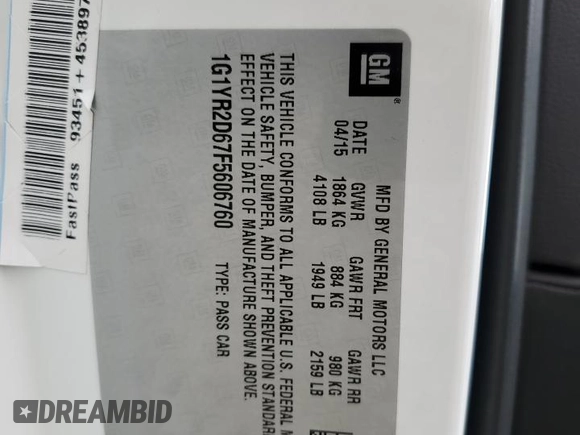 GM
®
MFD BY GENERAL MOTORS LLC
DATE GVWR GAWR FRT GAWR RR
04/15 1864 KG 884 KG 980 KG
4108 LB 1949 LB 2159 LB
THIS VEHICLE CONFORMS TO ALL APPLICABLE U.S. FEDERAL
VEHICLE SAFETY, BUMPER, AND THEFT PREVENTION
EFFECT ON THE DATE OF MANUFACTURE SHOWN ABOVE.
1G1YR2D67F5606760 TYPE: PASS CAR
FastPass 93451+45389
DREAMBID